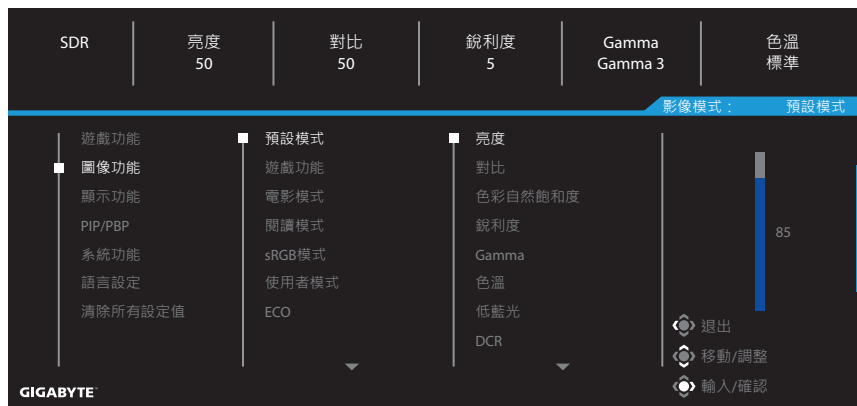 SDR
亮度
50
對比
50
銳利度
5
Gamma
Gamma 3
色溫
標準
影像模式： 預設模式
遊戲功能
圖像功能
顯示功能
PIP/PBP
系統功能
語言設定
清除所有設定值
預設模式
遊戲功能
電影模式
閱讀模式
sRGB模式
使用者模式
ECO
亮度
對比
色彩自然飽和度
銳利度
Gamma
色溫
低藍光
DCR
85
退出
移動/調整
輸入/確認
GIGABYTE™